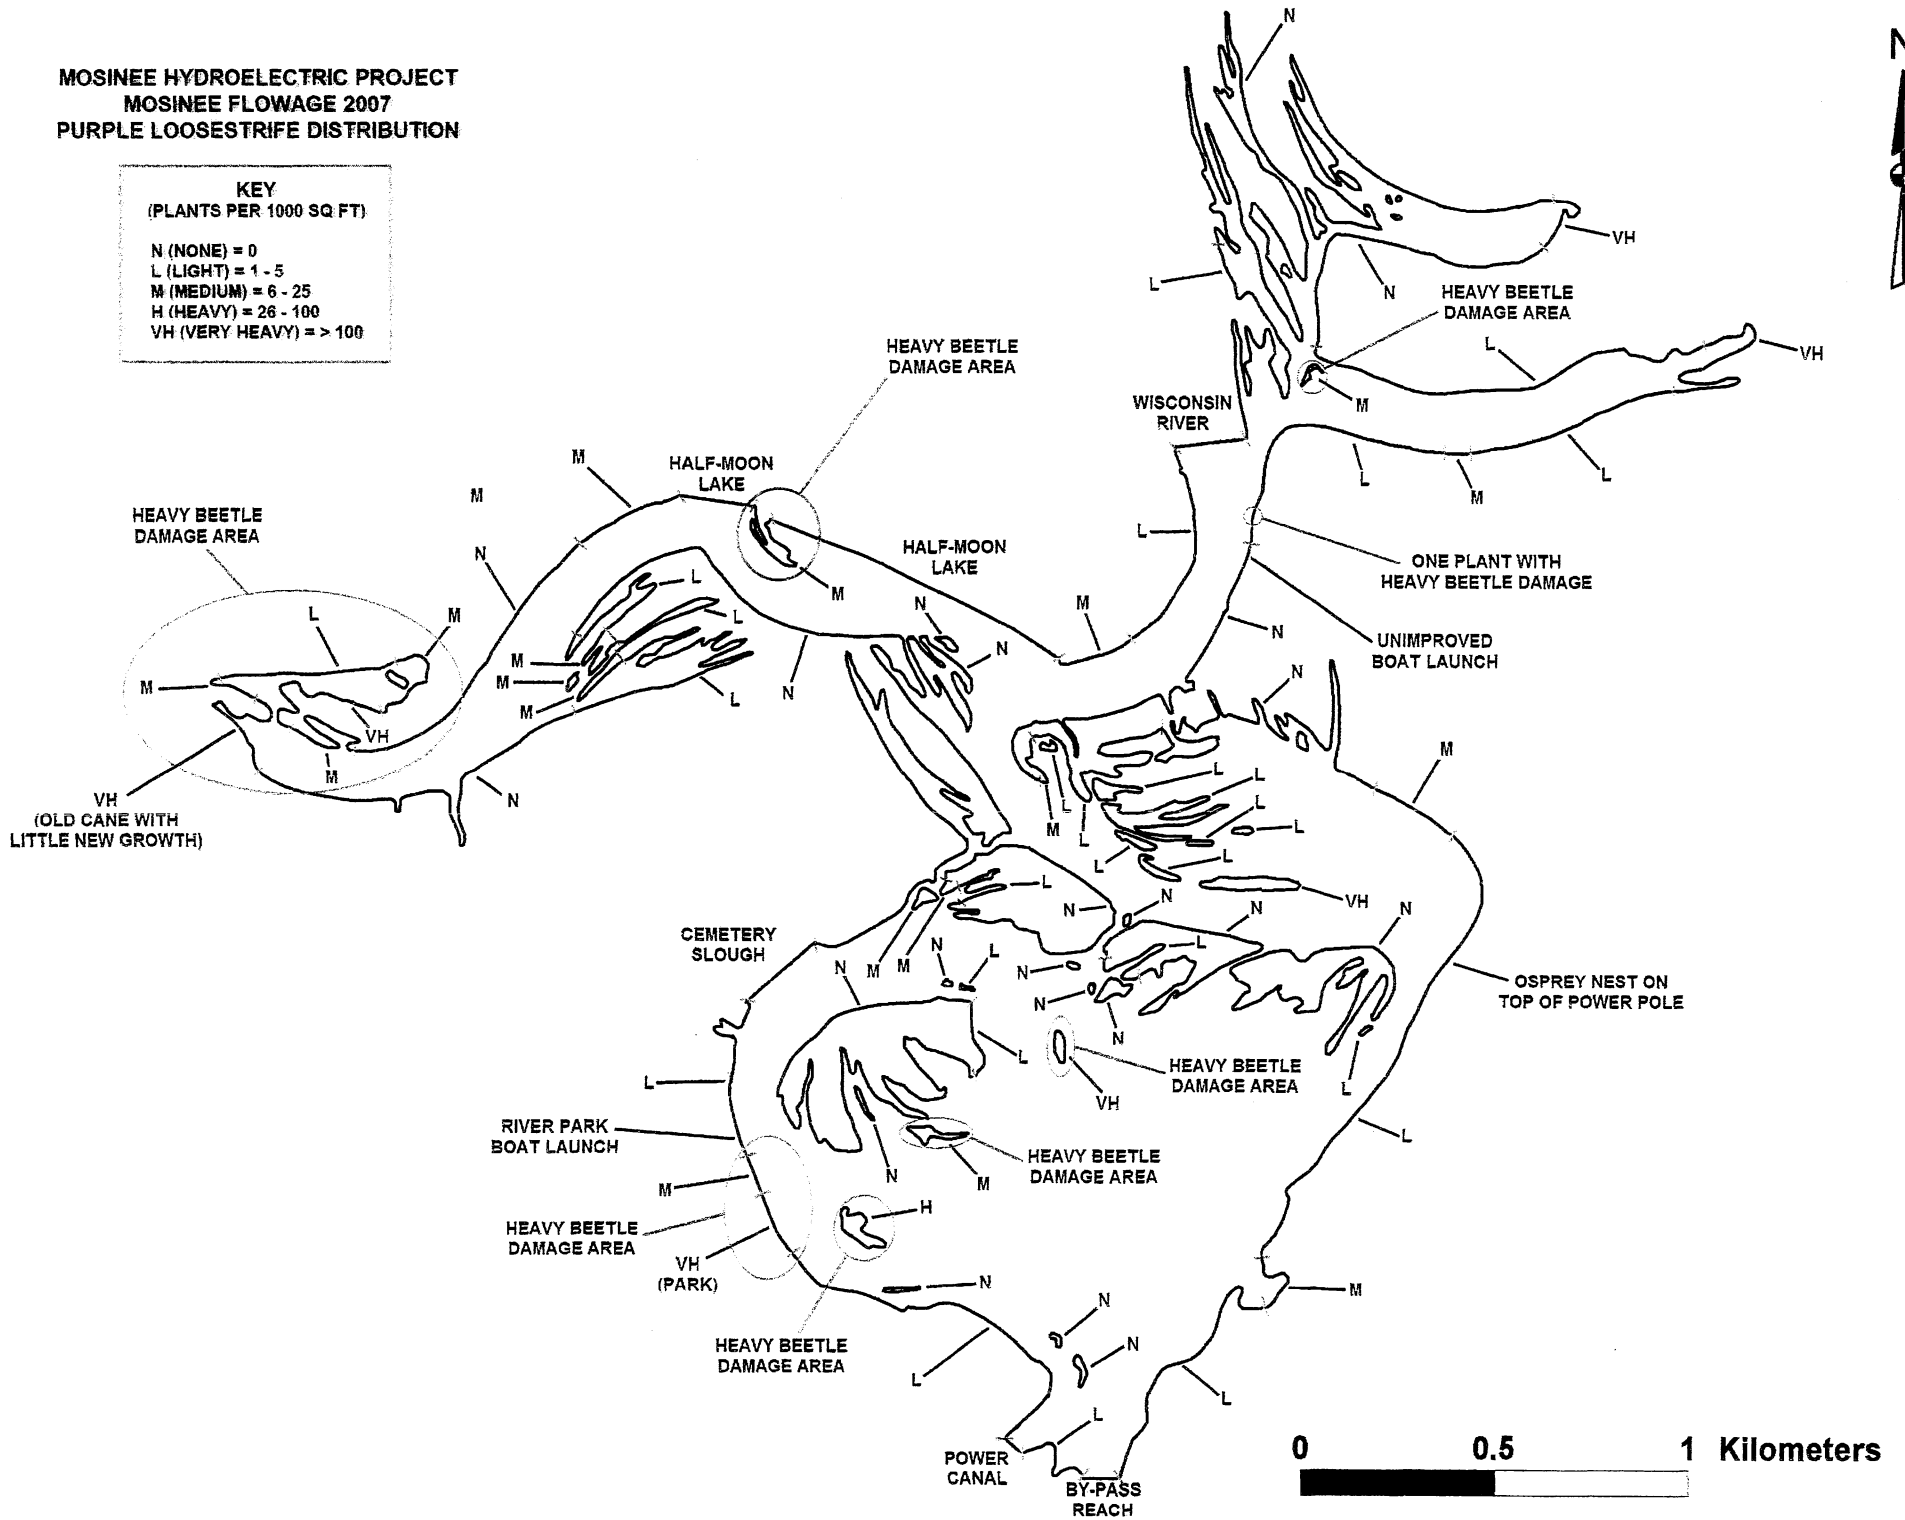 MOSINEE HYDROELECTRIC PROJECT
MOSINEE FLOWAGE 2007
PURPLE LOOSESTRIFE DISTRIBUTION
KEY
(PLANTS PER 1000 SQ FT)
N (NONE) = 0
L (LIGHT) = 1 - 5
M (MEDIUM) = 6 - 25
H (HEAVY) = 26 - 100
VH (VERY HEAVY) = > 100
N
N
VH
L
N
HEAVY BEETLE
DAMAGE AREA
L
VH
HEAVY BEETLE
DAMAGE AREA
M
WISCONSIN
RIVER
M
HALF-MOON
LAKE
L
L
M
M
HEAVY BEETLE
DAMAGE AREA
L
N
HALF-MOON
LAKE
ONE PLANT WITH
HEAVY BEETLE DAMAGE
L
M
M
N
L
M
L
N
N
UNIMPROVED
BOAT LAUNCH
M
N
M
M
N
L
N
M
VH
M
M
L
L
N
VH
(OLD CANE WITH
LITTLE NEW GROWTH)
L
M
L
L
L
L
L
L
N
N
VH
N
N
CEMETERY
SLOUGH
M
M
N
L
L
N
N
OSPREY NEST ON
TOP OF POWER POLE
N
N
L
HEAVY BEETLE
DAMAGE AREA
L
L
VH
RIVER PARK
BOAT LAUNCH
L
HEAVY BEETLE
DAMAGE AREA
N
M
M
H
HEAVY BEETLE
DAMAGE AREA
VH
(PARK)
N
M
N
HEAVY BEETLE
DAMAGE AREA
N
L
L
L
POWER
CANAL
BY-PASS
REACH
0 0.5 1 Kilometers